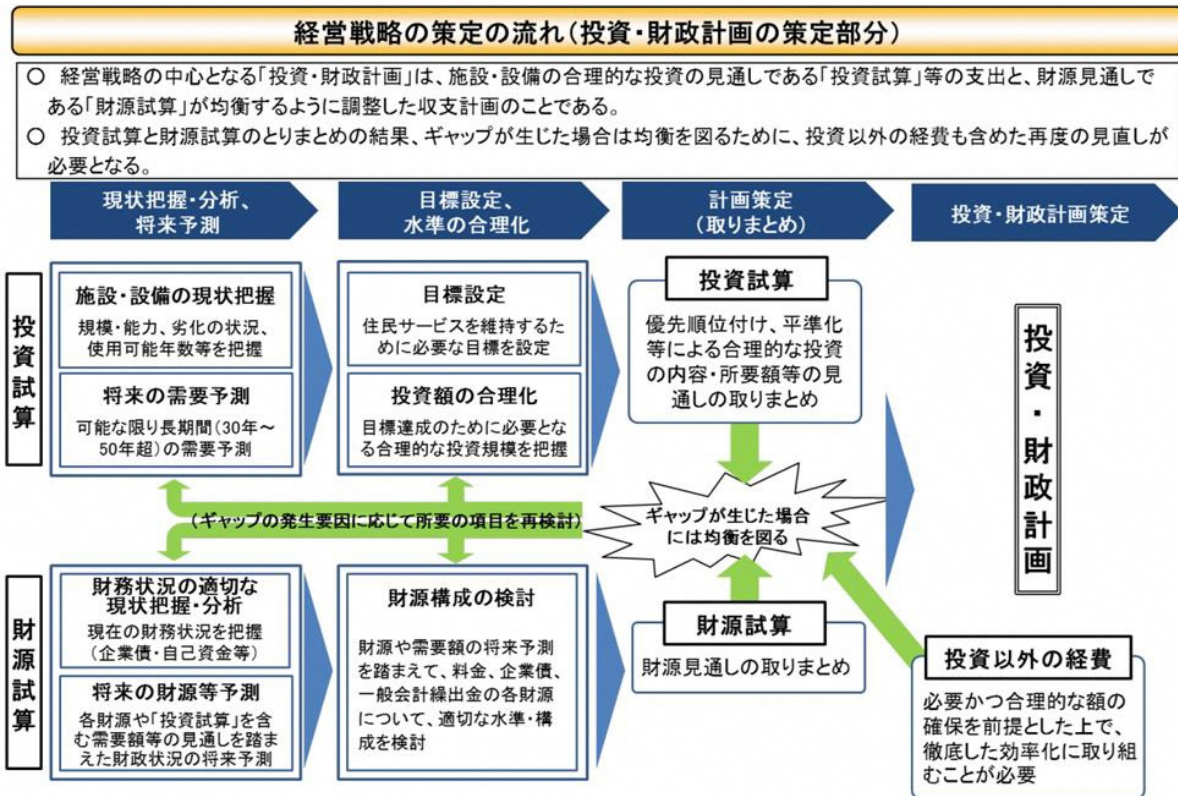 経営戦略の策定の流れ(投資・財政計画の策定部分)
○ 経営戦略の中心となる「投資・財政計画」は、施設・設備の合理的な投資の見通しである「投資試算」等の支出と、財源見通しで
ある「財源試算」が均衡するように調整した収支計画のことである。
○ 投資試算と財源試算のとりまとめの結果、ギャップが生じた場合は均衡を図るために、投資以外の経費も含めた再度の見直しが
必要となる。
現状把握・分析、
将来予測
目標設定、
水準の合理化
計画策定
(取りまとめ)
投資・財政計画策定
投資試算
施設・設備の現状把握
規模・能力、劣化の状況、
使用可能年数等を把握
将来の需要予測
可能な限り長期間(30年~
50年超)の需要予測
目標設定
住民サービスを維持するた
めに必要な目標を設定
投資額の合理化
目標達成のために必要とな
る合理的な投資規模を把握
投資試算
優先順位付け、平準化
等による合理的な投資
の内容・所要額等の見
通しの取りまとめ
(ギャップの発生要因に応じて所要の項目を再検討)
ギャップが生じた場合
には均衡を図る
投資・財政計画
財源試算
財務状況の適切な
現状把握・分析
現在の財務状況を把握
(企業債・自己資金等)
将来の財源等予測
各財源や「投資試算」を含
む需要額等の見通しを踏ま
えた財政状況の将来予測
財源構成の検討
財源や需要額の将来予測
を踏まえて、料金、企業債、
一般会計繰出金の各財源
について、適切な水準・構
成を検討
財源試算
財源見通しの取りまとめ
投資以外の経費
必要かつ合理的な額の
確保を前提とした上で、
徹底した効率化に取り組
むことが必要